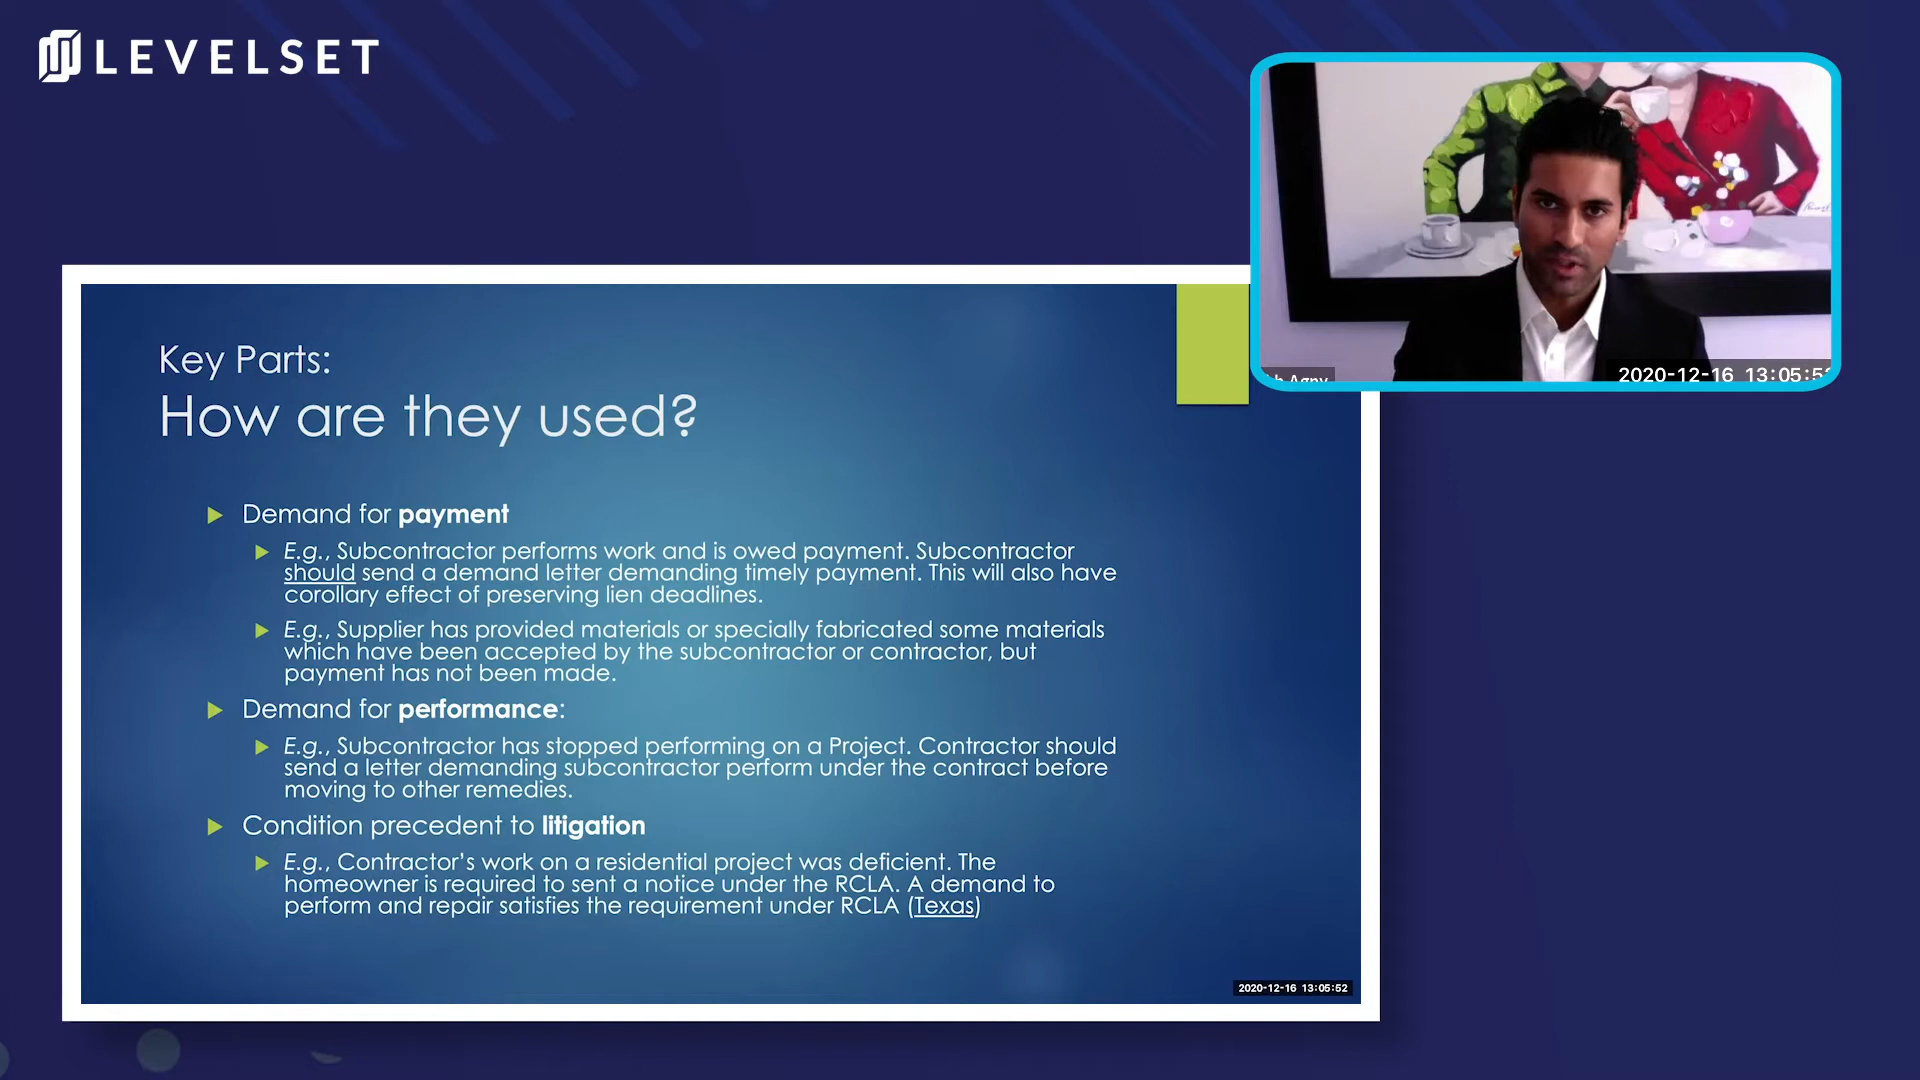 LEVELSET
Key Parts:
How are they used?
Demand for payment
E.g., Subcontractor performs work and is owed payment. Subcontractor
should send a demand letter demanding timely payment. This will also have
corollary effect of preserving lien deadlines.
E.g., Supplier has provided materials or specially fabricated some materials
which have been accepted by the subcontractor or contractor, but
payment has not been made.
Demand for performance:
E.g., Subcontractor has stopped performing on a Project. Contractor should
send a letter demanding subcontractor perform under the contract before
moving to other remedies.
Condition precedent to litigation
E.g., Contractor's work on a residential project was deficient. The
homeowner is required to sent a notice under the RCLA. A demand to
perform and repair satisfies the requirement under RCLA (Texas)
2020-12-16 13:05:52
Agny
2020-12-16 13:05:52